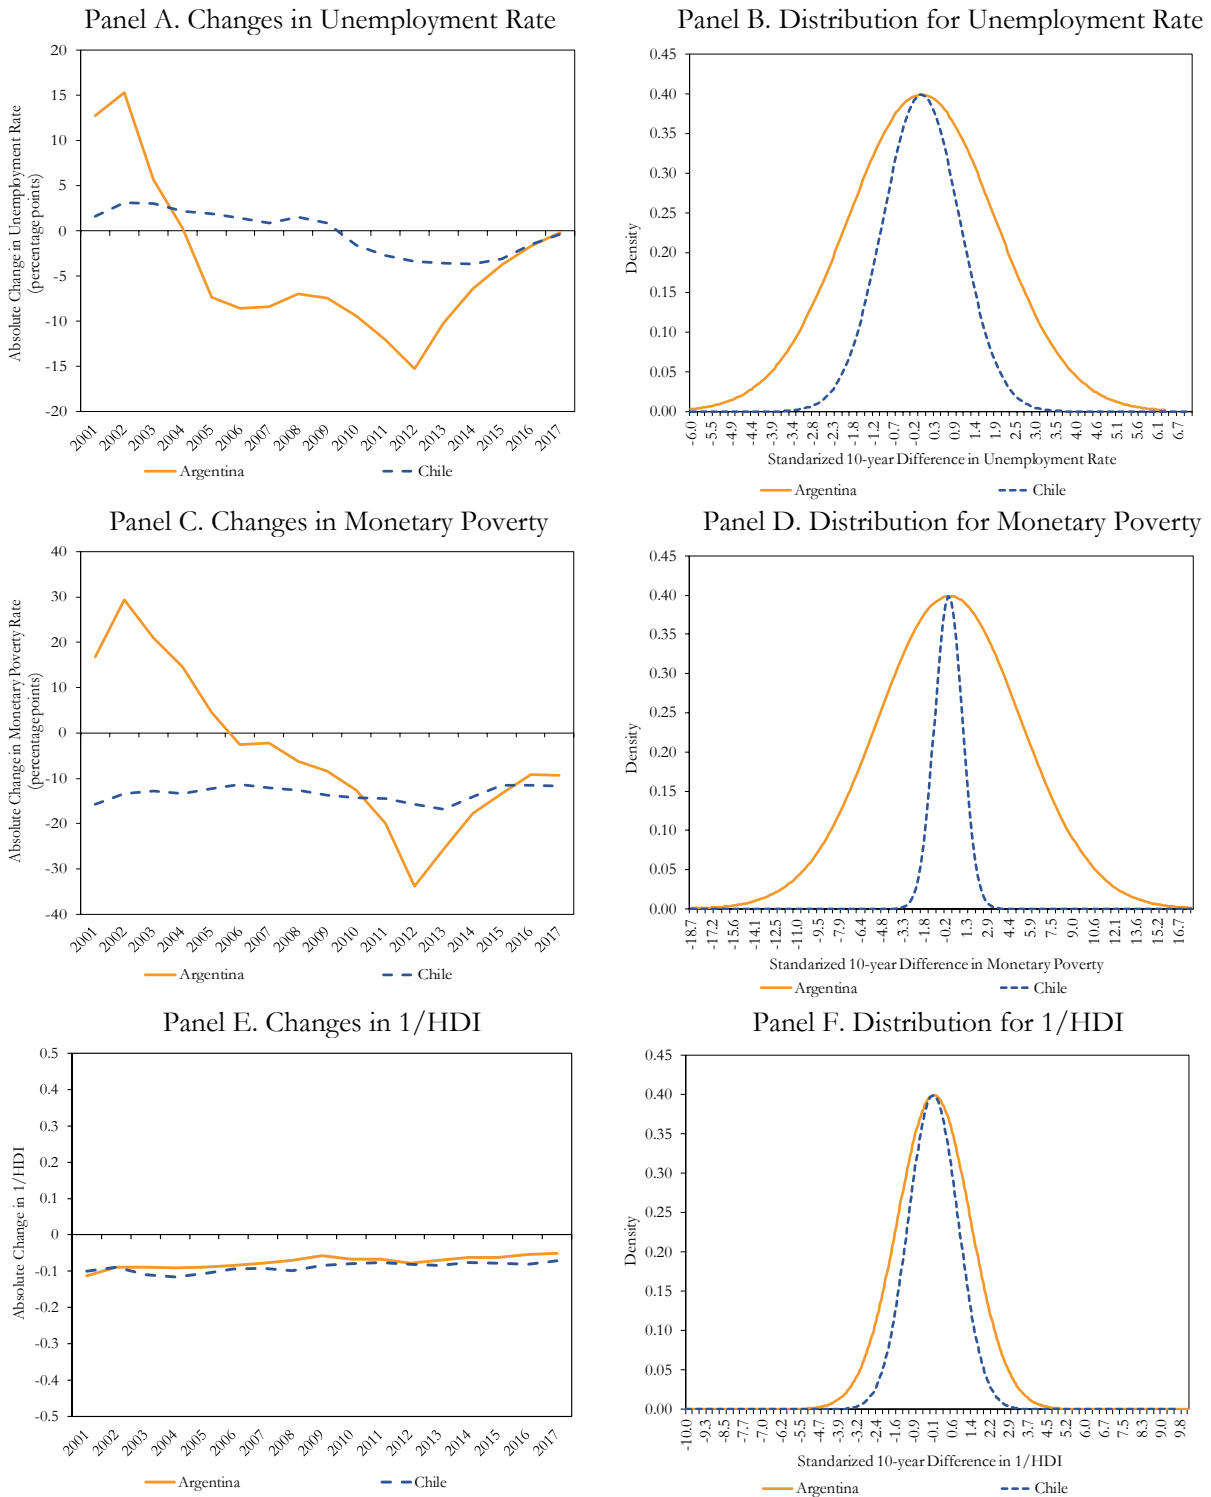 Panel A. Changes in Unemployment Rate
Absolute Change in Unemployment Rate
(percentage points)
20
15
10
5
0
-5
-10
-15
-20
2001 2002 2003 2004 2005 2006 2007 2008 2009 2010 2011 2012 2013 2014 2015 2016 2017
Argentina Chile
Panel B. Distribution for Unemployment Rate
Density
0.45
0.40
0.35
0.30
0.25
0.20
0.15
0.10
0.05
0.00
-6.0 -5.5 -4.9 -4.4 -3.9 -3.4 -2.8 -2.3 -1.8 -1.2 -0.7 -0.2 0.3 0.9 1.4 1.9 2.5 3.0 3.5 4.0 4.6 5.1 5.6 6.1 6.7
Standarized 10-year Difference in Unemployment Rate
Argentina Chile
Panel C. Changes in Monetary Poverty
Absolute Change in Monetary Poverty Rate
(percentage points)
40
30
20
10
0
-10
-20
-30
-40
2001 2002 2003 2004 2005 2006 2007 2008 2009 2010 2011 2012 2013 2014 2015 2016 2017
Argentina Chile
Panel D. Distribution for Monetary Poverty
Density
0.45
0.40
0.35
0.30
0.25
0.20
0.15
0.10
0.05
0.00
-18.7 -17.2 -15.6 -14.1 -12.5 -11.0 -9.5 -7.9 -6.4 -4.8 -3.3 -1.8 -0.2 1.3 2.9 4.4 5.9 7.5 9.0 10.6 12.1 13.6 15.2 16.7
Standarized 10-year Difference in Monetary Poverty
Argentina Chile
Panel E. Changes in 1/HDI
Absolute Change in 1/HDI
0.5
0.4
0.3
0.2
0.1
0
-0.1
-0.2
-0.3
-0.4
-0.5
2001 2002 2003 2004 2005 2006 2007 2008 2009 2010 2011 2012 2013 2014 2015 2016 2017
Argentina Chile
Panel F. Distribution for 1/HDI
Density
0.45
0.40
0.35
0.30
0.25
0.20
0.15
0.10
0.05
0.00
-10.0 -9.3 -8.5 -7.7 -7.0 -6.2 -5.5 -4.7 -3.9 -3.2 -2.4 -1.6 -0.9 -0.1 0.6 1.4 2.2 2.9 3.7 4.5 5.2 6.0 6.7 7.5 8.3 9.0 9.8
Standarized 10-year Difference in 1/HDI
Argentina Chile